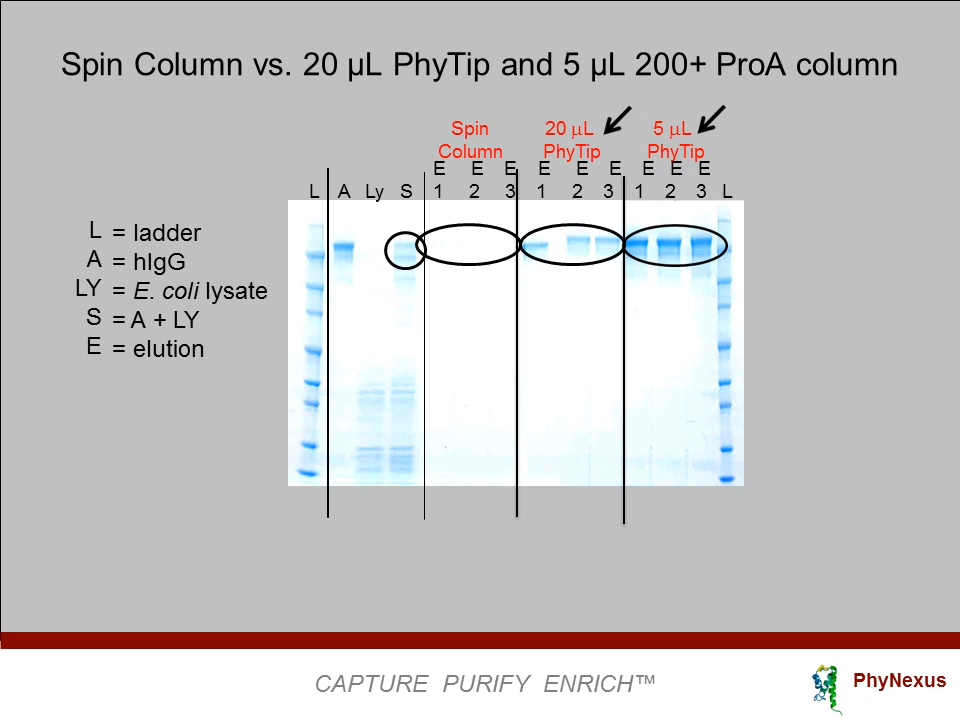 Spin Column vs. 20 µL PhyTip and 5 µL 200+ ProA column
Spin 20 µL 5 µL
Column PhyTip PhyTip
E E E E E E E E E
L A Ly S 1 2 3 1 2 3 1 2 3 L
L = ladder
A = hIgG
LY = E. coli lysate
S = A + LY
E = elution
CAPTURE PURIFY ENRICH™
PhyNexus